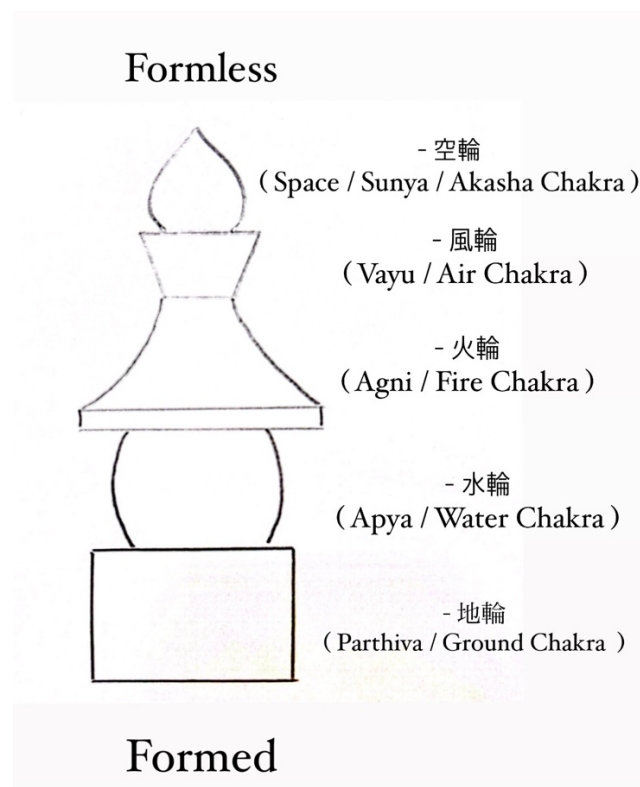 Formless
- 空輪
( Space / Sunya / Akasha Chakra )
- 風輪
( Vayu / Air Chakra )
- 火輪
( Agni / Fire Chakra )
- 水輪
( Apya / Water Chakra )
- 地輪
( Parthiva / Ground Chakra )
Formed